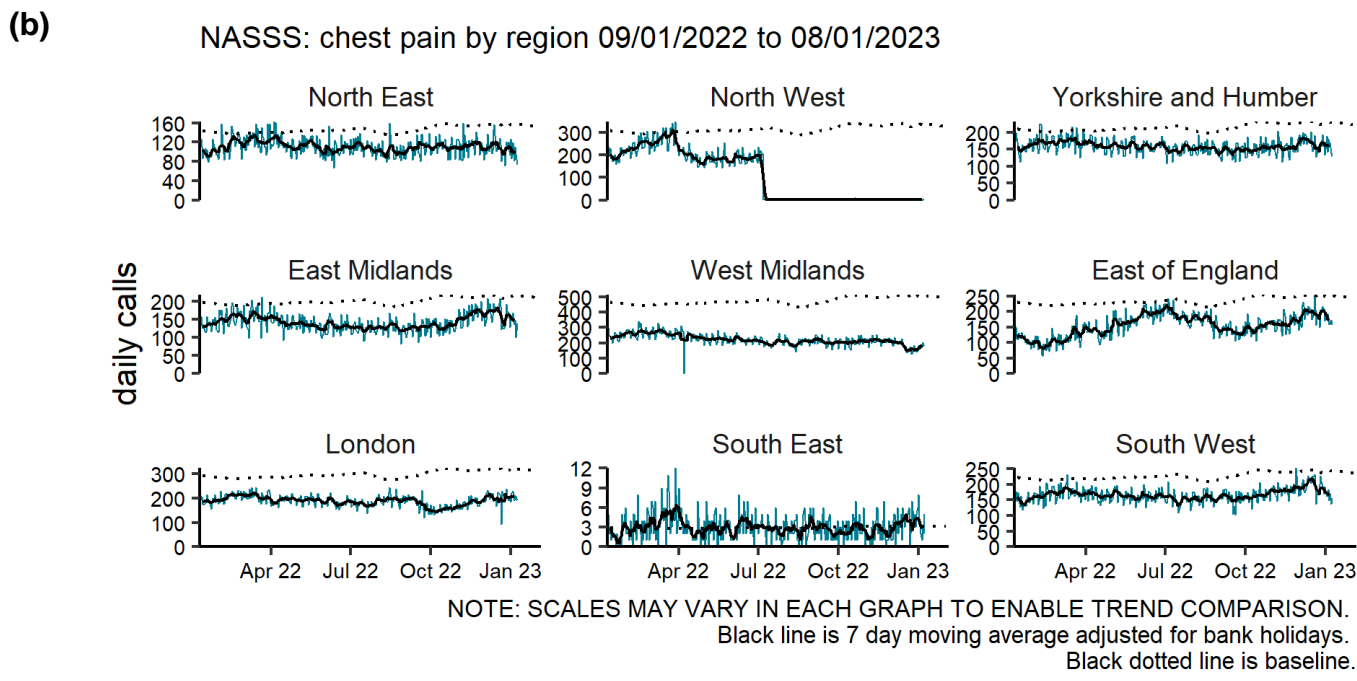 (b)
NASSS: chest pain by region 09/01/2022 to 08/01/2023
North East
160
120
80
40
0
North West
300
200
100
0
Yorkshire and Humber
200
150
100
50
0
daily calls
East Midlands
200
150
100
50
0
West Midlands
500
400
300
200
100
0
East of England
250
200
150
100
50
0
London
300
200
100
0
Apr 22 Jul 22 Oct 22 Jan 23
South East
12
9
6
3
0
Apr 22 Jul 22 Oct 22 Jan 23
South West
250
200
150
100
50
0
Apr 22 Jul 22 Oct 22 Jan 23
NOTE: SCALES MAY VARY IN EACH GRAPH TO ENABLE TREND COMPARISON.
Black line is 7 day moving average adjusted for bank holidays.
Black dotted line is baseline.